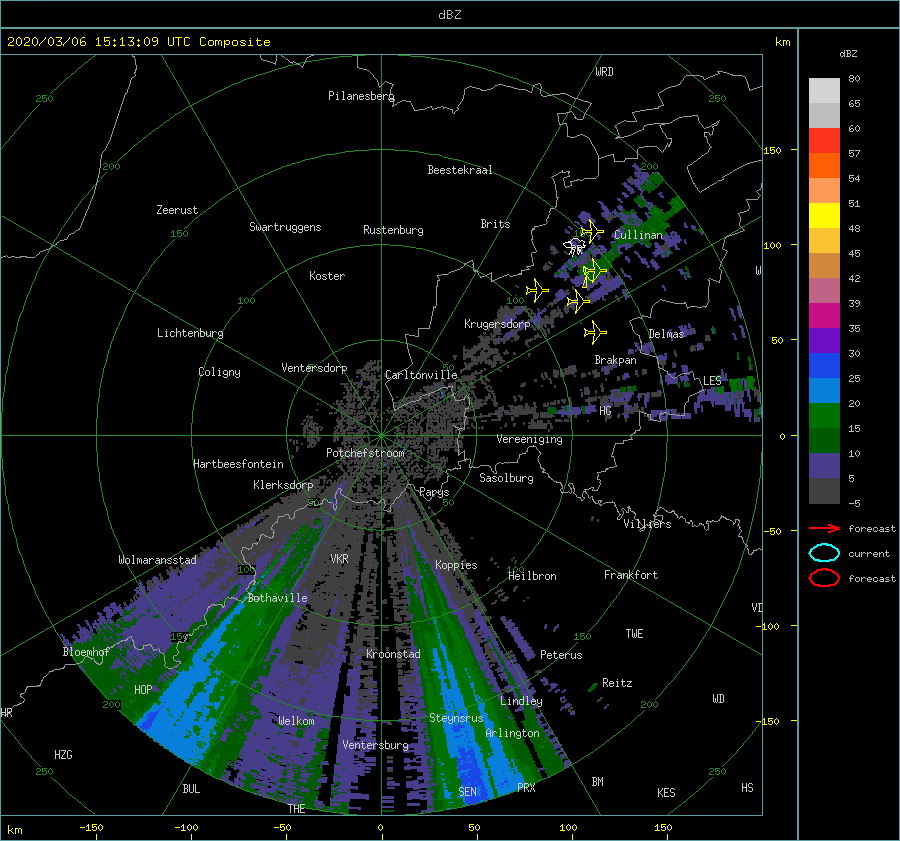 dBZ
2020/03/06 15:13:09 UTC Composite
km
dBZ
WRD
250
Pilanesberg
250
80
65
60
57
54
51
48
45
42
39
35
30
25
20
15
10
5
-5
150
200
Beestekraal
200
Zeerust
150
Swartruggens
Rustenburg
Brits
Cullinan
100
Koster
W
100
100
Krugersdorp
Lichtenburg
Delmas
50
Coligny
Ventersdorp
Carltonville
50
Brakpan
LES
HG
0
Vereeniging
Potchefstroom
Hartbeesfontein
Klerksdorp
Parys
Sasolburg
50
50
Villiers
-50
forecast
current
forecast
Wolmaransstad
VKR
Koppies
100
100
Heilbron
Frankfort
Bothaville
VD
-100
150
150
TWE
Bloemhof
Kroonstad
Peterus
HOP
Reitz
200
200
WD
HR
Lindley
Welkom
Steynsrus
-150
Arlington
HZG
Ventersburg
250
250
BUL
SEN
PRX
BM
KES
HS
THE
km
-150
-100
-50
0
50
100
150